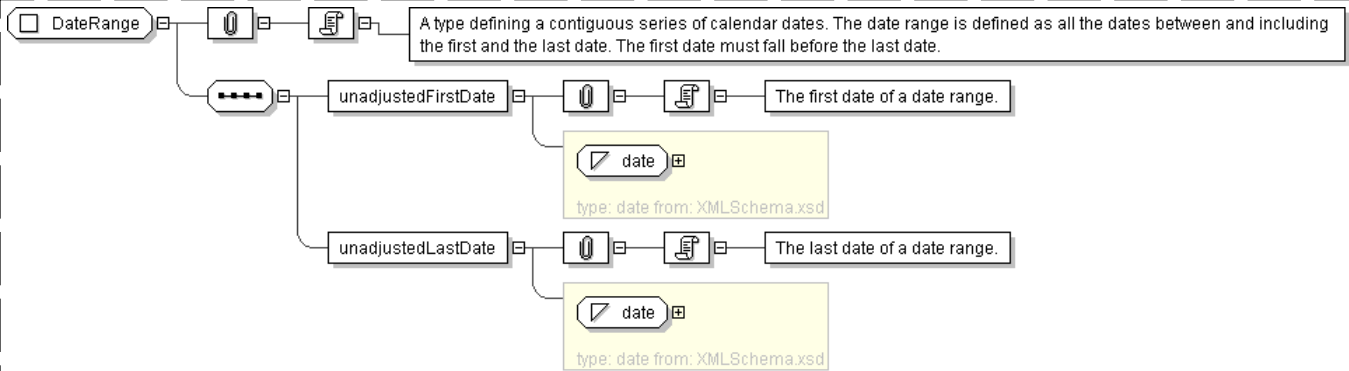 DateRange
A type defining a contiguous series of calendar dates. The date range is defined as all the dates between and including
the first and the last date. The first date must fall before the last date.
unadjustedFirstDate
The first date of a date range.
date
type: date from: XMLSchema.xsd
unadjustedLastDate
The last date of a date range.
date
type: date from: XMLSchema.xsd